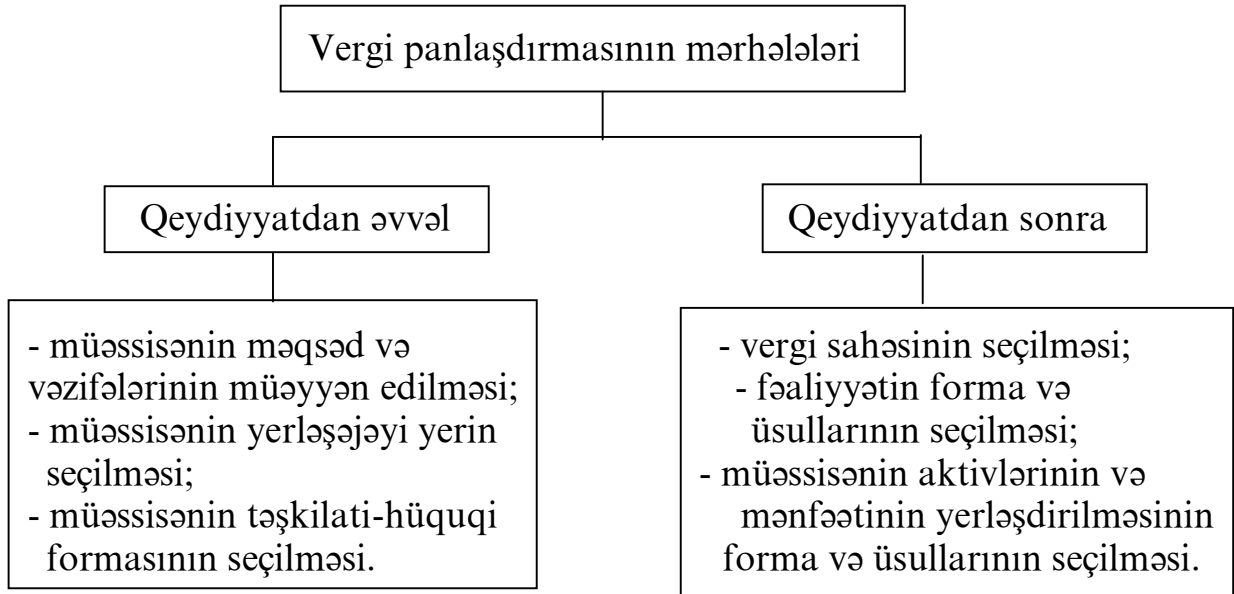 Vergi panlaşdırmasının mərhələləri
Qeydiyyatdan əvvəl
Qeydiyyatdan sonra
- müəssisənin məqsəd və
vəzifələrinin müəyyən edilməsi;
- müəssisənin yerləşəjəyi yerin
seçilməsi;
- müəssisənin təşkilati-hüquqi
formasının seçilməsi.
- vergi sahəsinin seçilməsi;
- fəaliyyətin forma və
üsullarının seçilməsi;
- müəssisənin aktivlərinin və
mənfəətinin yerləşdirilməsinin
forma və üsullarının seçilməsi.